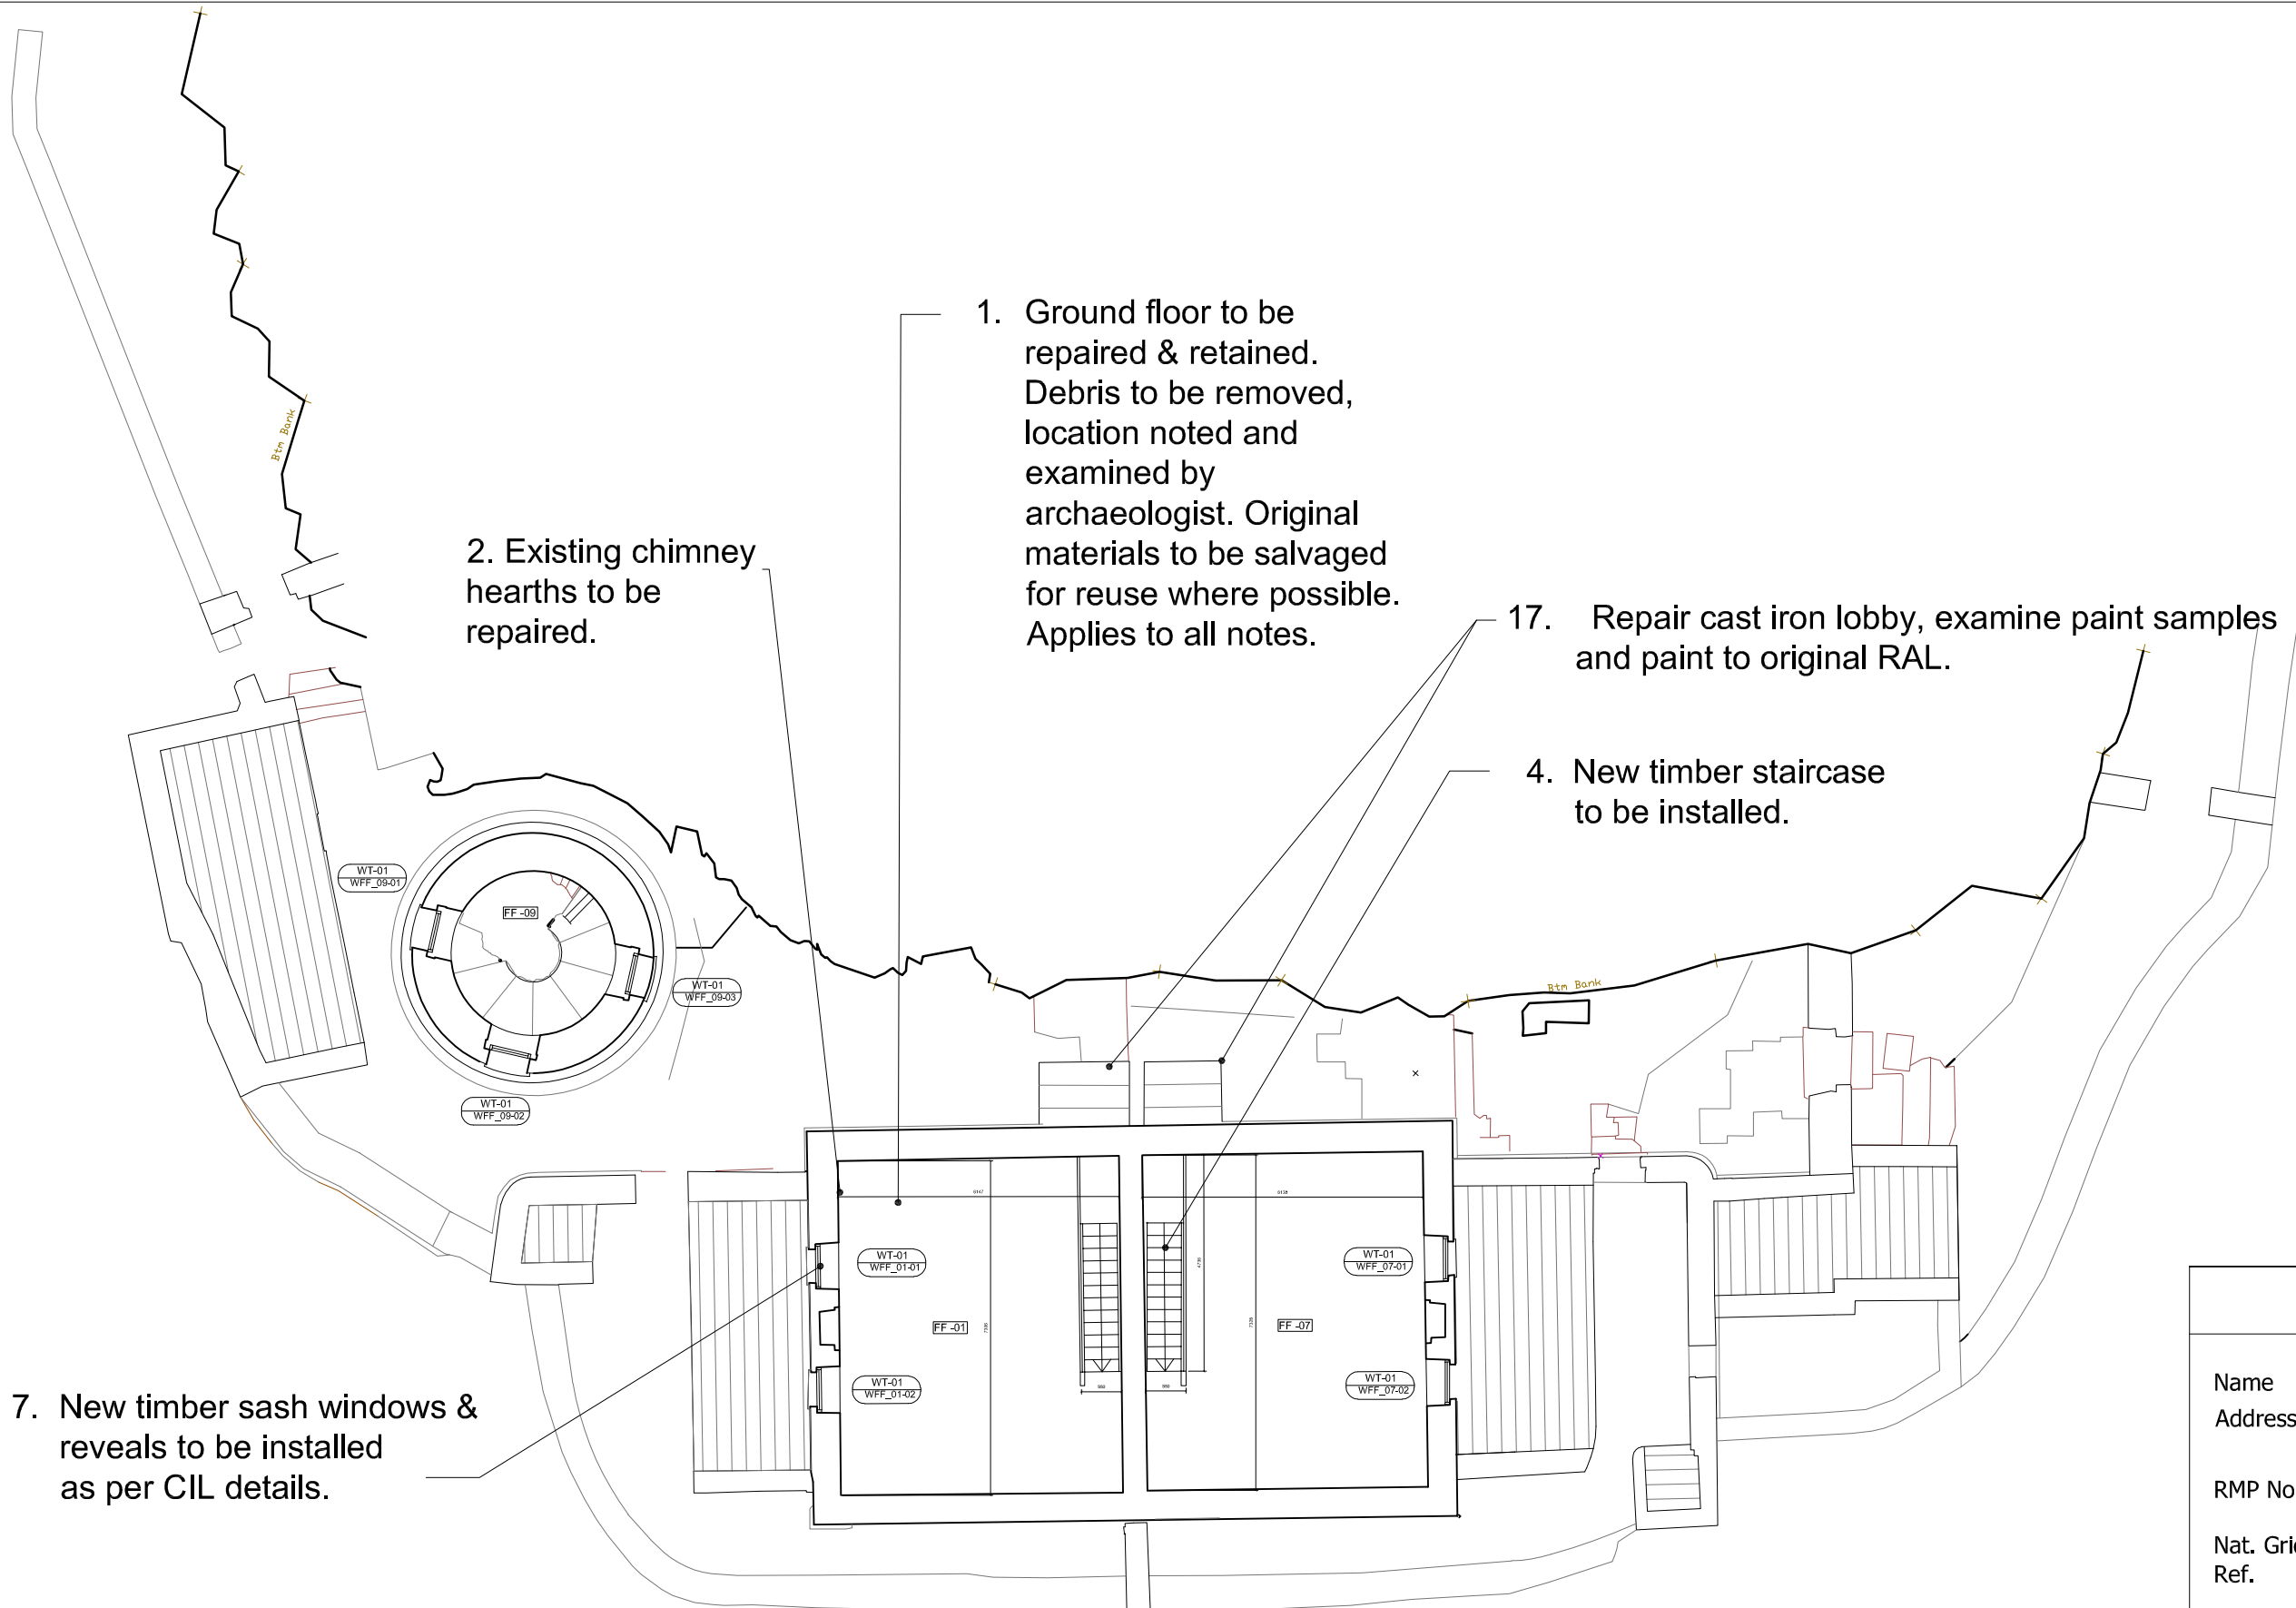 1. Ground floor to be
repaired & retained.
Debris to be removed,
location noted and
examined by
archaeologist. Original
materials to be salvaged
for reuse where possible.
Applies to all notes.
Btm Bank
2. Existing chimney
hearths to be
repaired.
17. Repair cast iron lobby, examine paint samples
and paint to original RAL.
4. New timber staircase
to be installed.
WT-01
WFF_09-01
FF -09
WT-01
WFF_09-03
Btm Bank
WT-01
WFF_09-02
WT-01
WFF_01-01
WT-01
WFF_07-01
FF -01
FF -07
WT-01
WFF_01-02
WT-01
WFF_07-02
7. New timber sash windows &
reveals to be installed
as per CIL details.
Name
Address
RMP No
Nat. Gri
Ref.